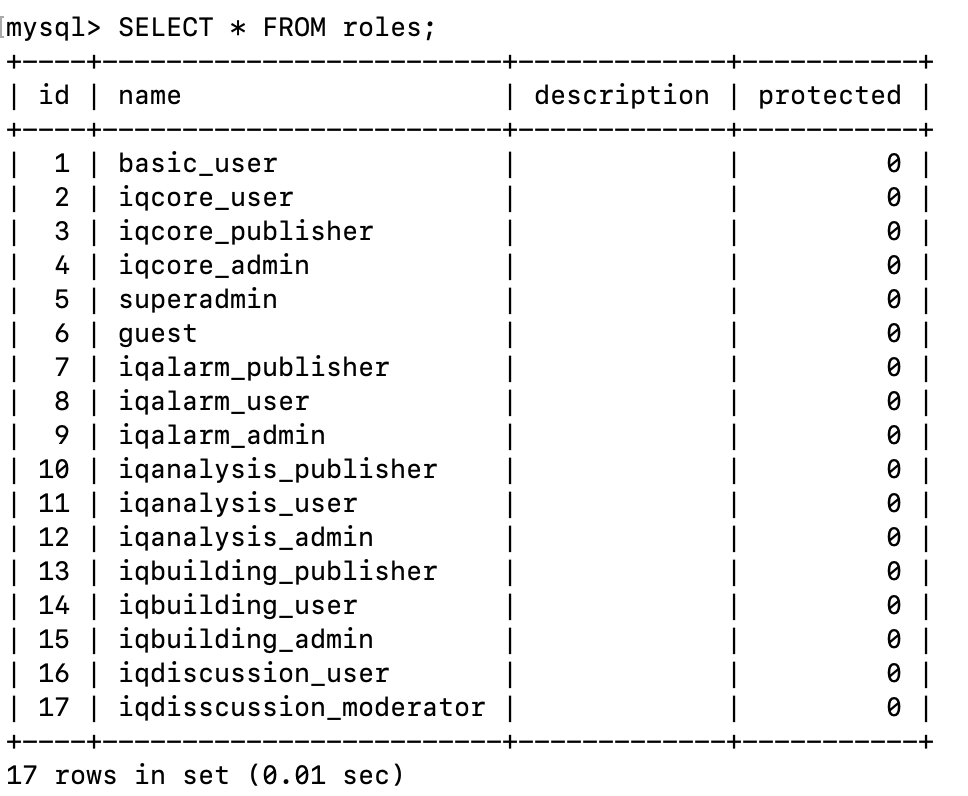 [mysql> SELECT * FROM roles;
+----+-------------------------+-------------+-----------+
| id | name                    | description | protected |
+----+-------------------------+-------------+-----------+
|  1 | basic_user              |             |         0 |
|  2 | iqcore_user             |             |         0 |
|  3 | iqcore_publisher        |             |         0 |
|  4 | iqcore_admin            |             |         0 |
|  5 | superadmin              |             |         0 |
|  6 | guest                   |             |         0 |
|  7 | iqalarm_publisher       |             |         0 |
|  8 | iqalarm_user            |             |         0 |
|  9 | iqalarm_admin           |             |         0 |
| 10 | iqanalysis_publisher    |             |         0 |
| 11 | iqanalysis_user         |             |         0 |
| 12 | iqanalysis_admin        |             |         0 |
| 13 | iqbuilding_publisher    |             |         0 |
| 14 | iqbuilding_user         |             |         0 |
| 15 | iqbuilding_admin        |             |         0 |
| 16 | iqdiscussion_user       |             |         0 |
| 17 | iqdisscussion_moderator |             |         0 |
+----+-------------------------+-------------+-----------+
17 rows in set (0.01 sec)